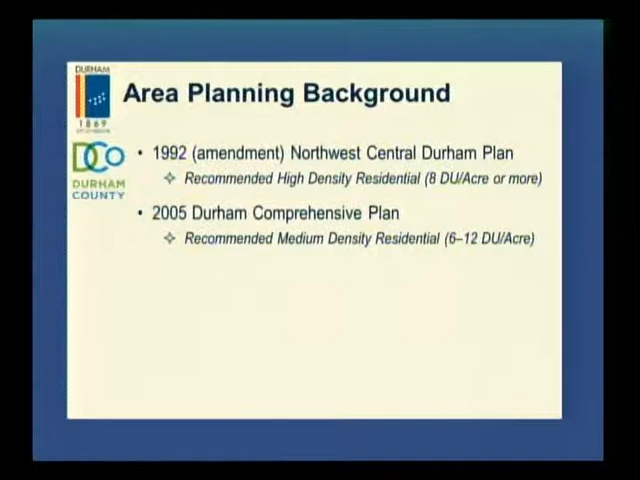 DURHAM
1869
DCO
DURHAM
COUNTY
Area Planning Background
• 1992 (amendment) Northwest Central Durham Plan
✧ Recommended High Density Residential (8 DU/Acre or more)
• 2005 Durham Comprehensive Plan
✧ Recommended Medium Density Residential (6–12 DU/Acre)